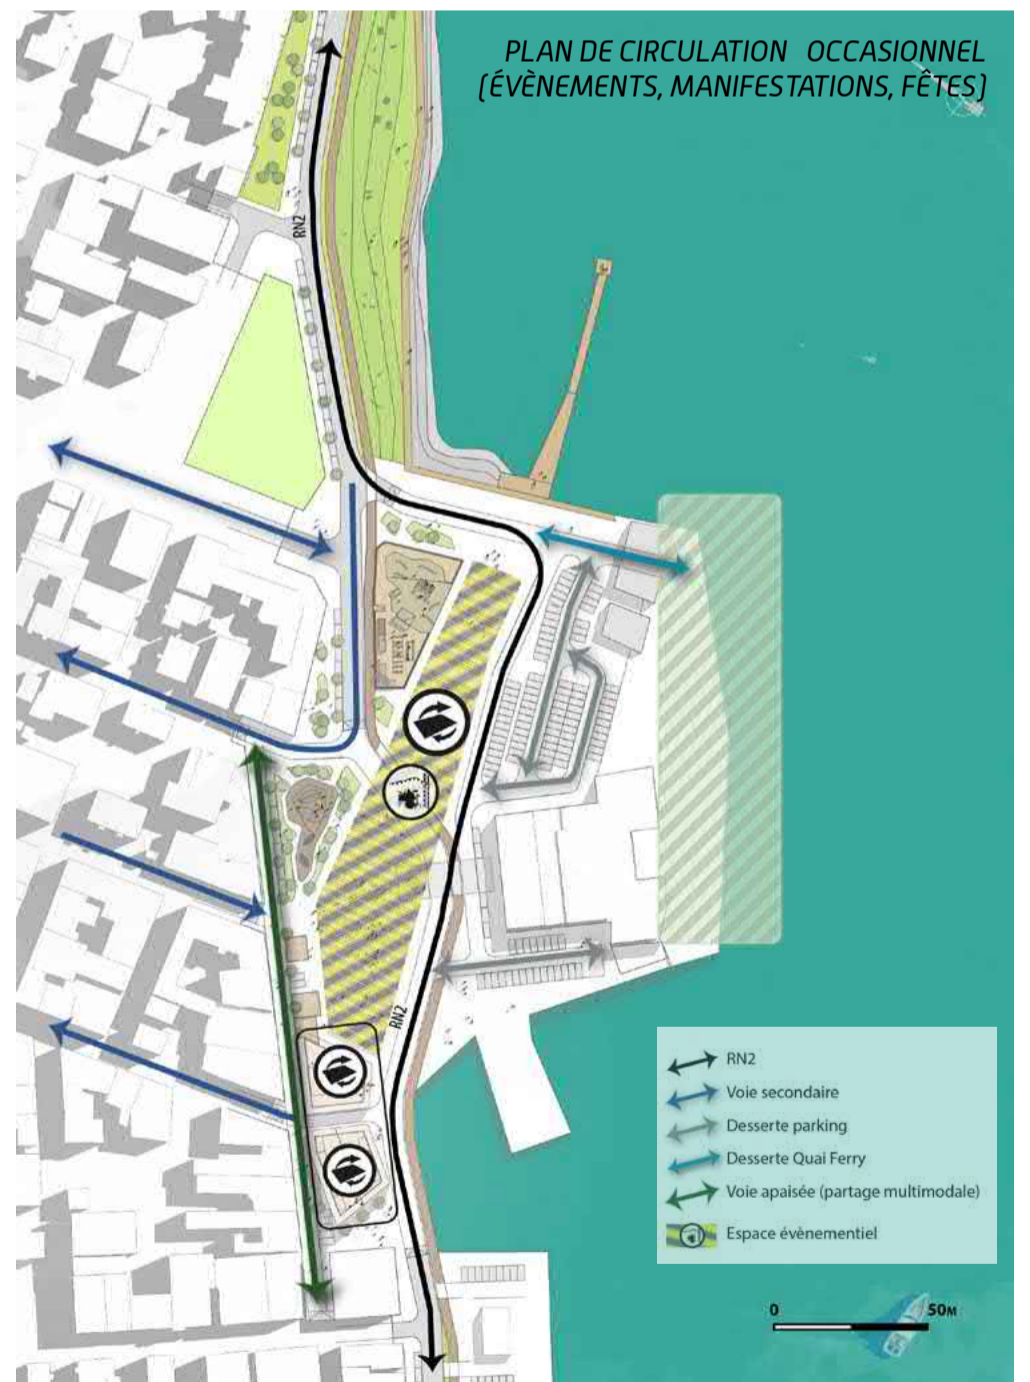 PLAN DE CIRCULATION OCCASIONNEL
(ÉVÈNEMENTS, MANIFESTATIONS, FÊTES)
RN2
RN2
RN2
Voie secondaire
Desserte parking
Desserte Quai Ferry
Voie apaisée (partage multimodale)
Espace évènementiel
0 50M